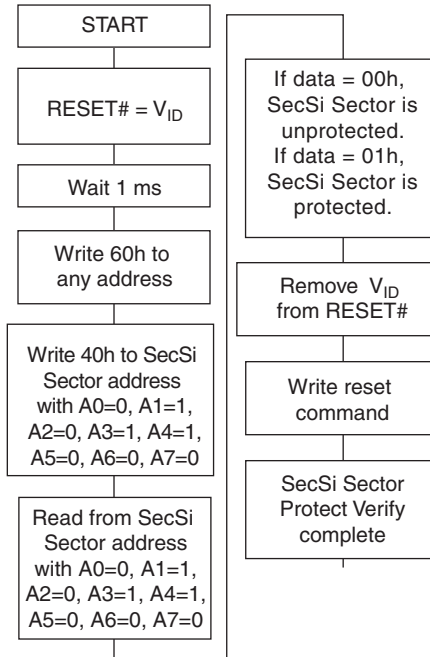 START
RESET# = VID
Wait 1 ms
Write 60h to
any address
Write 40h to SecSi
Sector address
with A0=0, A1=1,
A2=0, A3=1, A4=1,
A5=0, A6=0, A7=0
Read from SecSi
Sector address
with A0=0, A1=1,
A2=0, A3=1, A4=1,
A5=0, A6=0, A7=0
If data = 00h,
SecSi Sector is
unprotected.
If data = 01h,
SecSi Sector is
protected.
Remove VID
from RESET#
Write reset
command
SecSi Sector
Protect Verify
complete